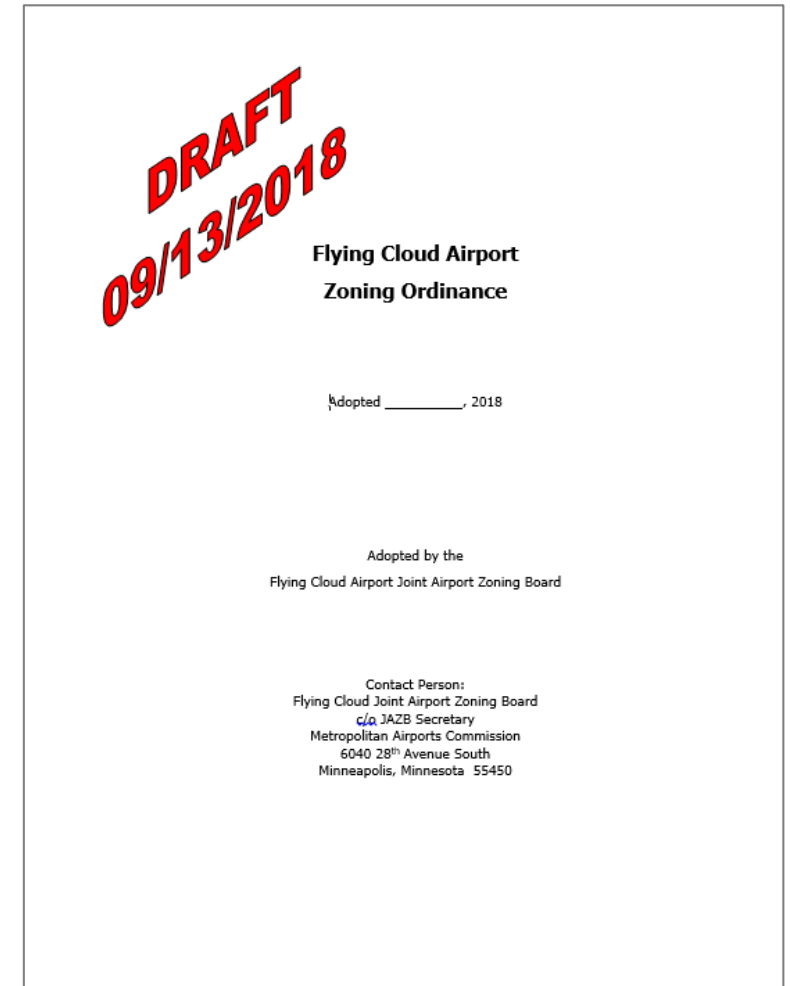 DRAFT
09/13/2018
Flying Cloud Airport
Zoning Ordinance
Adopted __________, 2018
Adopted by the
Flying Cloud Airport Joint Airport Zoning Board
Contact Person:
Flying Cloud Joint Airport Zoning Board
c/o JAZB Secretary
Metropolitan Airports Commission
6040 28th Avenue South
Minneapolis, Minnesota 55450